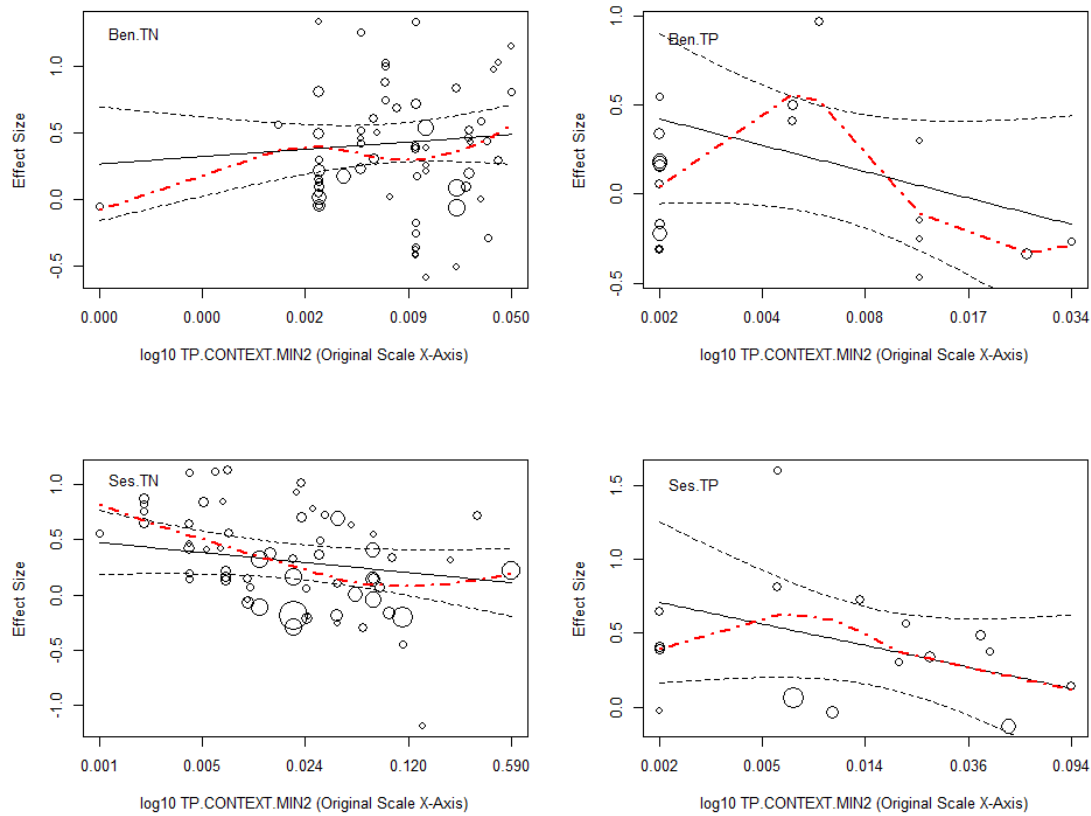 Ben.TN
Effect Size
1.0
0.5
0.0
-0.5
0.000 0.000 0.002 0.009 0.050
log10 TP.CONTEXT.MIN2 (Original Scale X-Axis)
Ben.TP
Effect Size
1.0
0.5
0.0
-0.5
0.002 0.004 0.008 0.017 0.034
log10 TP.CONTEXT.MIN2 (Original Scale X-Axis)
Ses.TN
Effect Size
1.0
0.5
0.0
-0.5
-1.0
0.001 0.005 0.024 0.120 0.590
log10 TP.CONTEXT.MIN2 (Original Scale X-Axis)
Ses.TP
Effect Size
1.5
1.0
0.5
0.0
0.002 0.005 0.014 0.036 0.094
log10 TP.CONTEXT.MIN2 (Original Scale X-Axis)